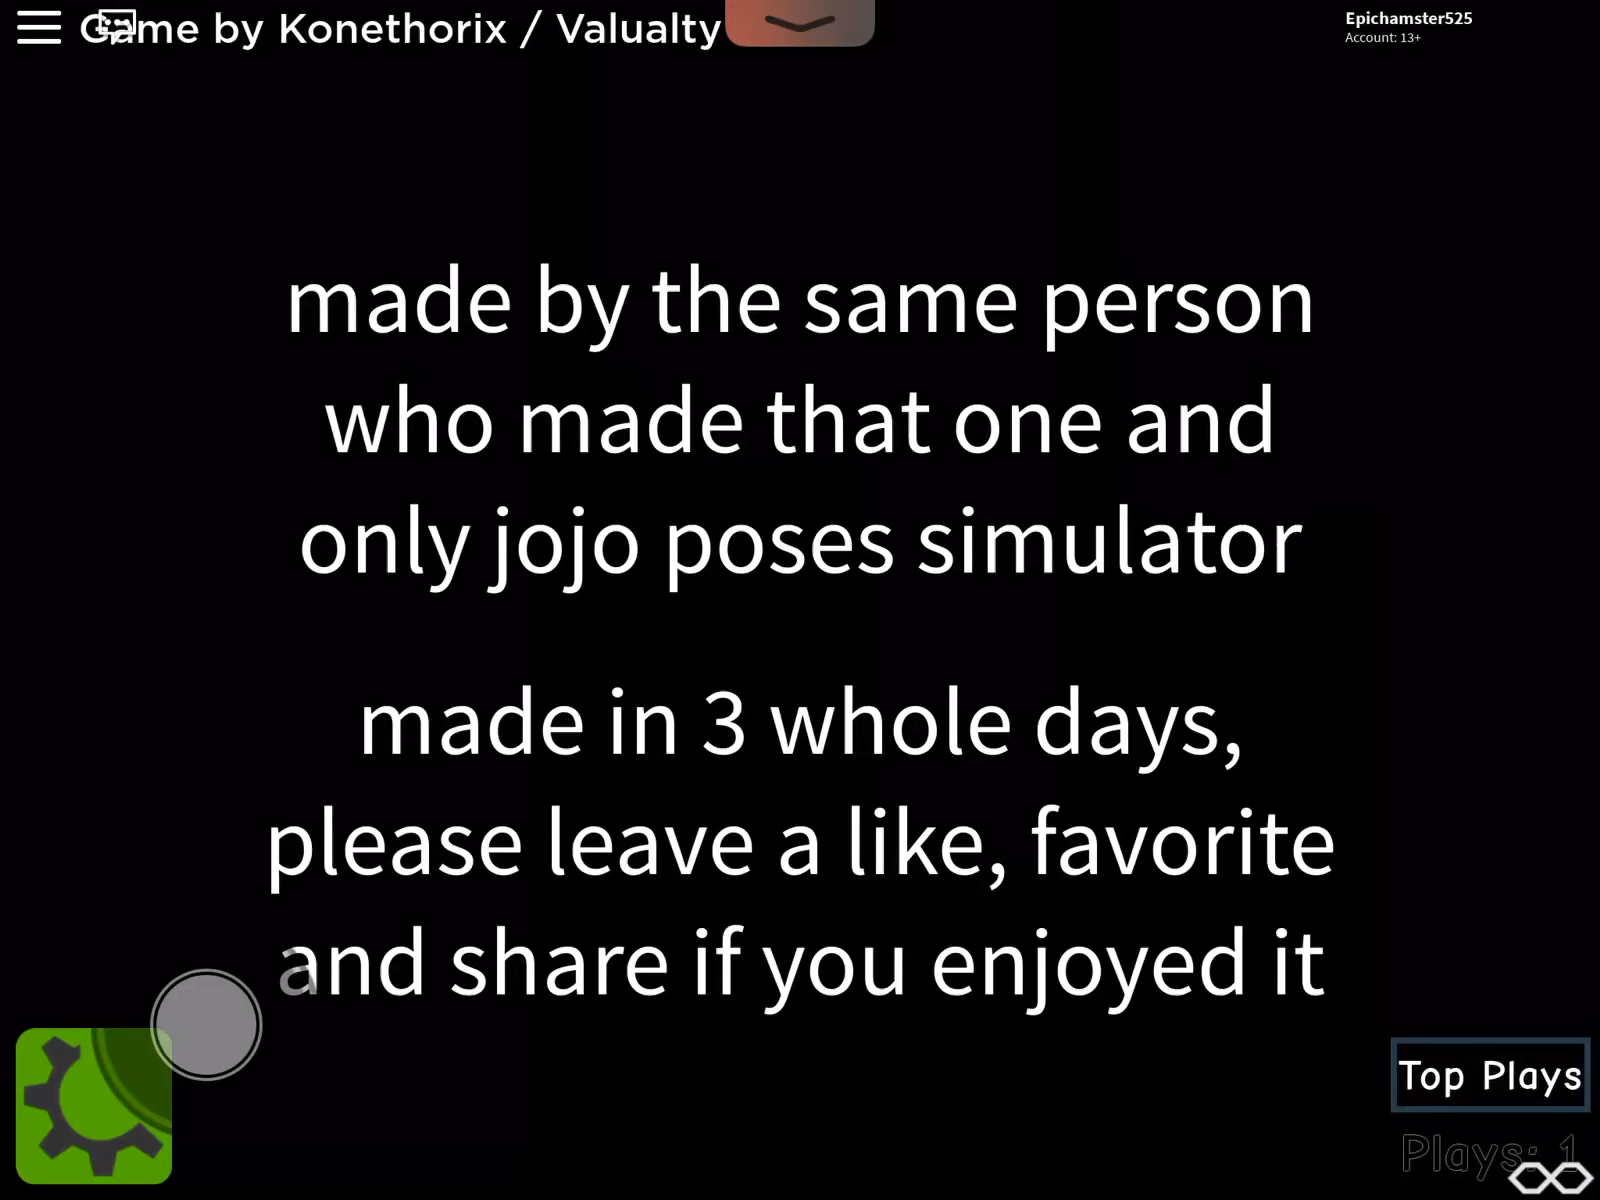 Game by Konethorix / Valualty
Epichamster525
Account: 13+
made by the same person
who made that one and
only jojo poses simulator
made in 3 whole days,
please leave a like, favorite
and share if you enjoyed it
Top Plays
Plays: 1